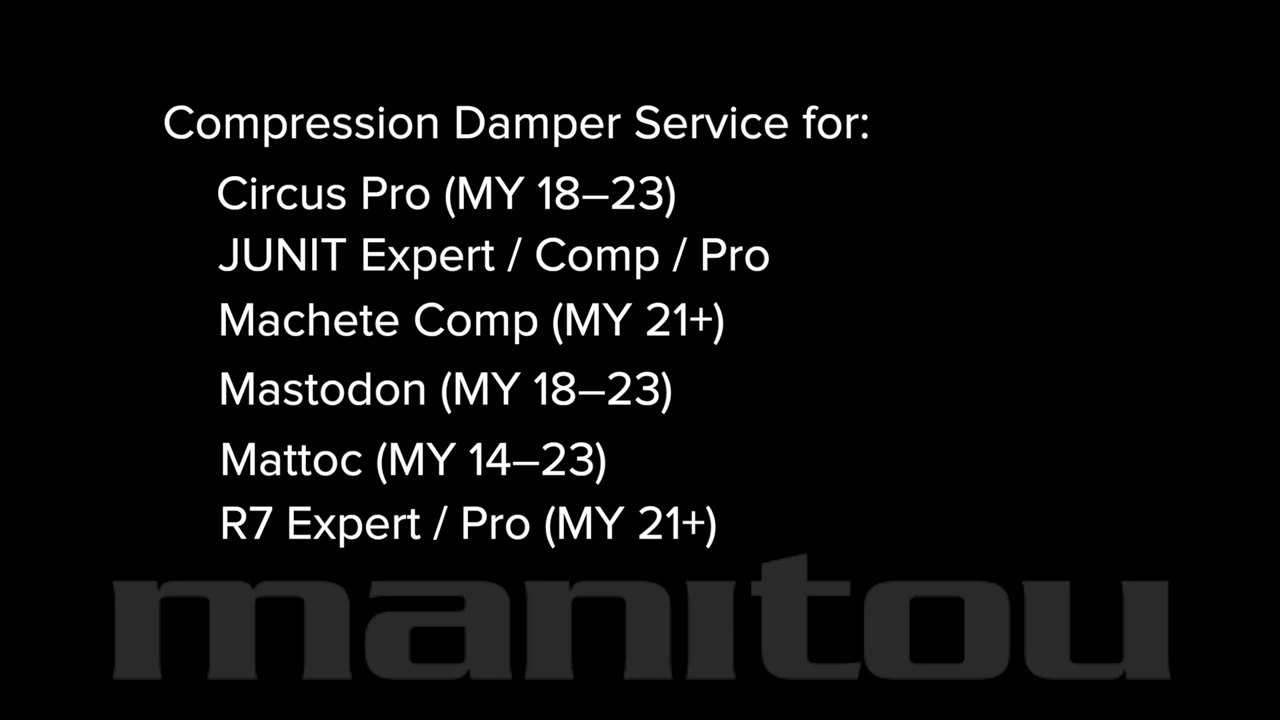 Compression Damper Service for:
Circus Pro (MY 18–23)
JUNIT Expert / Comp / Pro
Machete Comp (MY 21+)
Mastodon (MY 18–23)
Mattoc (MY 14–23)
R7 Expert / Pro (MY 21+)
manitou